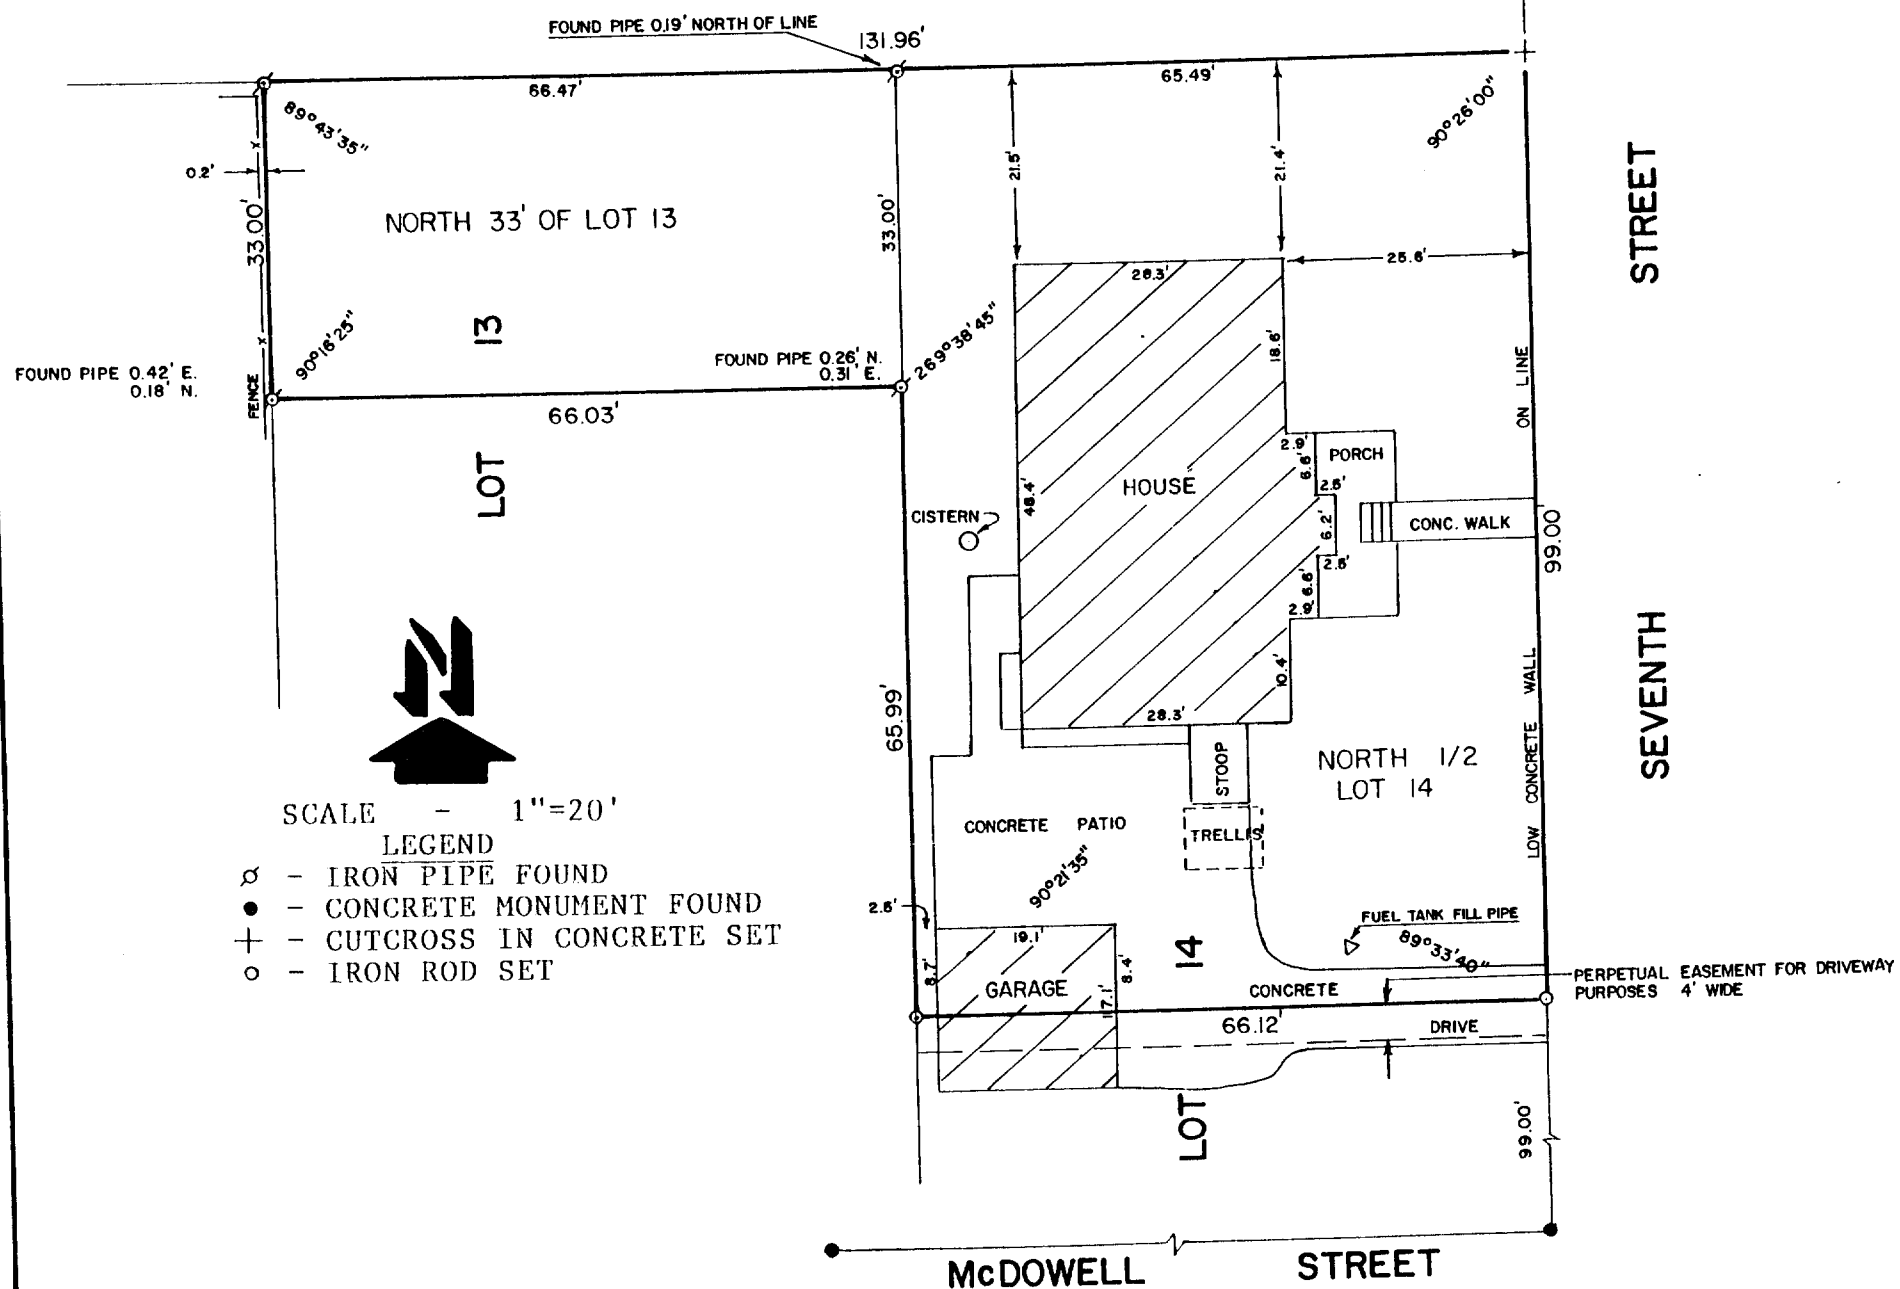 FOUND PIPE 0.19' NORTH OF LINE
131.96'
66.47'
65.49'
89°43'35"
90°26'00"
0.2'
33.00'
NORTH 33' OF LOT 13
33.00'
21.5'
21.4'
STREET
28.3'
25.6'
13
90°16'25"
269°38'45"
18.6'
FOUND PIPE 0.42' E.
0.18' N.
FOUND PIPE 0.26' N.
0.31' E.
FENCE
66.03'
ON LINE
LOT
2.9'
6.6'
PORCH
HOUSE
48.4'
2.5'
CISTERN
6.2'
CONC. WALK
99.00'
2.5'
6.6'
2.9'
N
10.4'
65.99'
28.3'
SEVENTH
LOW CONCRETE WALL
STOOP
NORTH 1/2
LOT 14
SCALE - 1"=20'
CONCRETE PATIO
TRELLIS
LEGEND
- IRON PIPE FOUND
- CONCRETE MONUMENT FOUND
- CUTCROSS IN CONCRETE SET
- IRON ROD SET
90°21'35"
2.5'
FUEL TANK FILL PIPE
89°33'40"
19.1'
14
8.7'
8.4'
GARAGE
17.1'
CONCRETE
PERPETUAL EASEMENT FOR DRIVEWAY
PURPOSES 4' WIDE
66.12'
DRIVE
LOT
99.00'
McDOWELL STREET